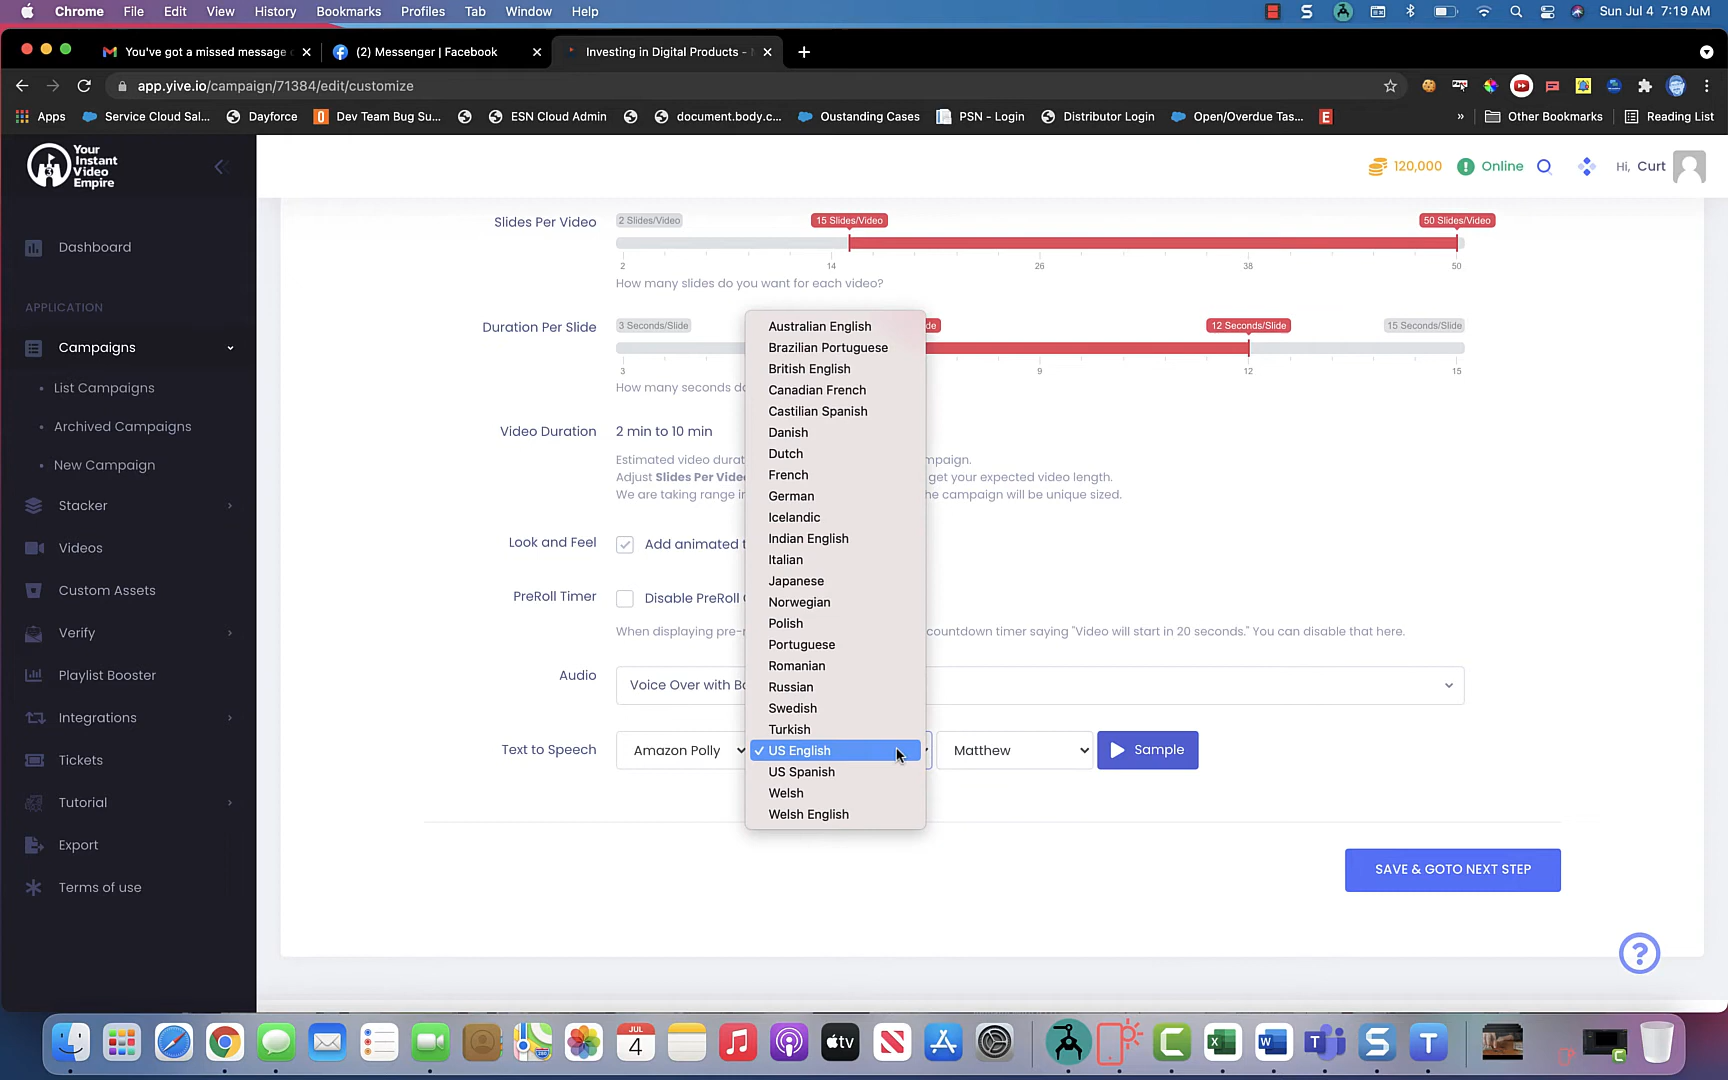 Chrome File Edit View History Bookmarks Profiles Tab Window Help
Sun Jul 4 7:19 AM
You've got a missed message
(2) Messenger | Facebook
Investing in Digital Products -
app.yive.io/campaign/71384/edit/customize
Apps
Service Cloud Sal...
Dayforce
Dev Team Bug Su...
ESN Cloud Admin
document.body.c...
Oustanding Cases
PSN - Login
Distributor Login
Open/Overdue Tas...
»
Other Bookmarks
Reading List
Your
Instant
Video
Empire
120,000
Online
Hi, Curt
Dashboard
APPLICATION
Campaigns
List Campaigns
Archived Campaigns
New Campaign
Stacker
Videos
Custom Assets
Verify
Playlist Booster
Integrations
Tickets
Tutorial
Export
Terms of use
Slides Per Video
2 Slides/Video
15 Slides/Video
50 Slides/Video
2 14 26 38 50
How many slides do you want for each video?
Duration Per Slide
3 Seconds/Slide
de
12 Seconds/Slide
15 Seconds/Slide
3 9 12 15
How many seconds do
Video Duration
2 min to 10 min
Estimated video durat
mpaign.
Adjust Slides Per Vide
get your expected video length.
We are taking range i
he campaign will be unique sized.
Look and Feel
Add animated t
PreRoll Timer
Disable PreRoll
When displaying pre-r
countdown timer saying "Video will start in 20 seconds." You can disable that here.
Audio
Voice Over with Ba
Text to Speech
Amazon Polly
Australian English
Brazilian Portuguese
British English
Canadian French
Castilian Spanish
Danish
Dutch
French
German
Icelandic
Indian English
Italian
Japanese
Norwegian
Polish
Portuguese
Romanian
Russian
Swedish
Turkish
✓ US English
US Spanish
Welsh
Welsh English
Matthew
Sample
SAVE & GOTO NEXT STEP
?
JUL
4
tv